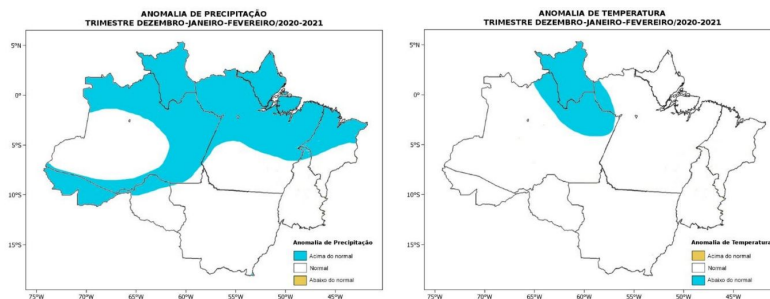 ANOMALIA DE PRECIPITAÇÃO
TRIMESTRE DEZEMBRO-JANEIRO-FEVEREIRO/2020-2021
5°N
0°
5°S
10°S
15°S
75°W
70°W
65°W
60°W
55°W
50°W
45°W
Anomalia de Precipitação
Acima do normal
Normal
Abaixo do normal
ANOMALIA DE TEMPERATURA
TRIMESTRE DEZEMBRO-JANEIRO-FEVEREIRO/2020-2021
5°N
0°
5°S
10°S
15°S
75°W
70°W
65°W
60°W
55°W
50°W
45°W
Anomalia de Temperatura
Acima do normal
Normal
Abaixo do normal